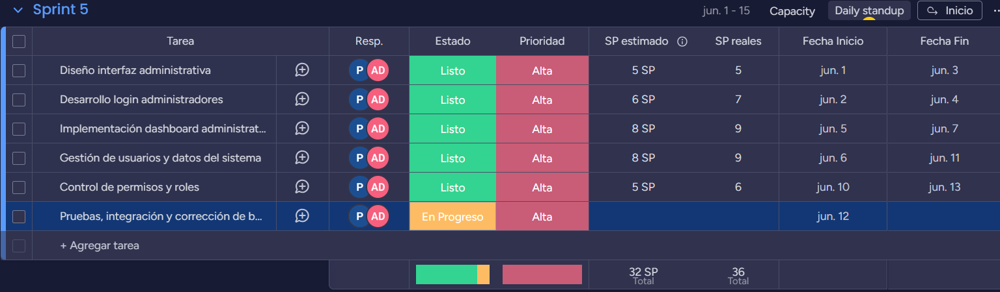 Sprint 5 jun. 1 - 15 Capacity Daily standup Inicio
Tarea Resp. Estado Prioridad SP estimado SP reales Fecha Inicio Fecha Fin
Diseño interfaz administrativa P AD Listo Alta 5 SP 5 jun. 1 jun. 3
Desarrollo login administradores P AD Listo Alta 6 SP 7 jun. 2 jun. 4
Implementación dashboard administrat... P AD Listo Alta 8 SP 9 jun. 5 jun. 7
Gestión de usuarios y datos del sistema P AD Listo Alta 8 SP 9 jun. 6 jun. 11
Control de permisos y roles P AD Listo Alta 5 SP 6 jun. 10 jun. 13
Pruebas, integración y corrección de b... P AD En Progreso Alta jun. 12
+ Agregar tarea
32 SP 36
Total Total